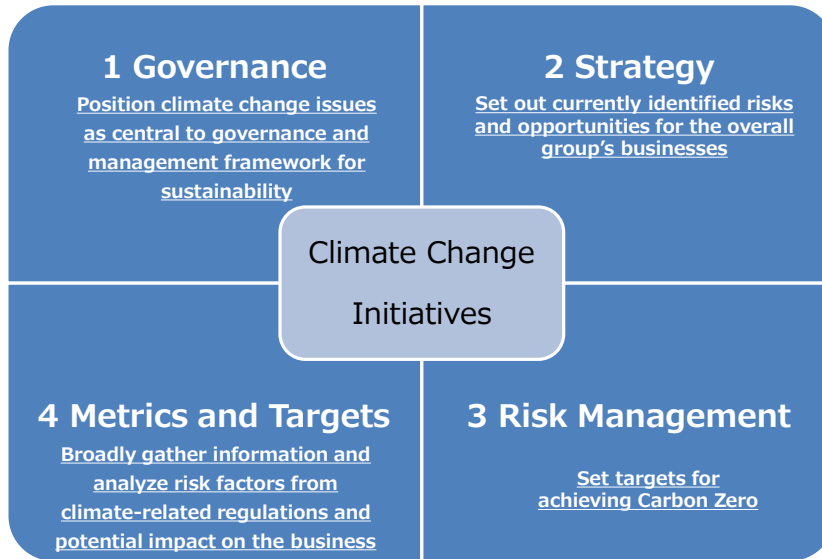 1 Governance
Position climate change issues
as central to governance and
management framework for
sustainability
2 Strategy
Set out currently identified risks
and opportunities for the overall
group’s businesses
Climate Change
Initiatives
4 Metrics and Targets
Broadly gather information and
analyze risk factors from
climate-related regulations and
potential impact on the business
3 Risk Management
Set targets for
achieving Carbon Zero